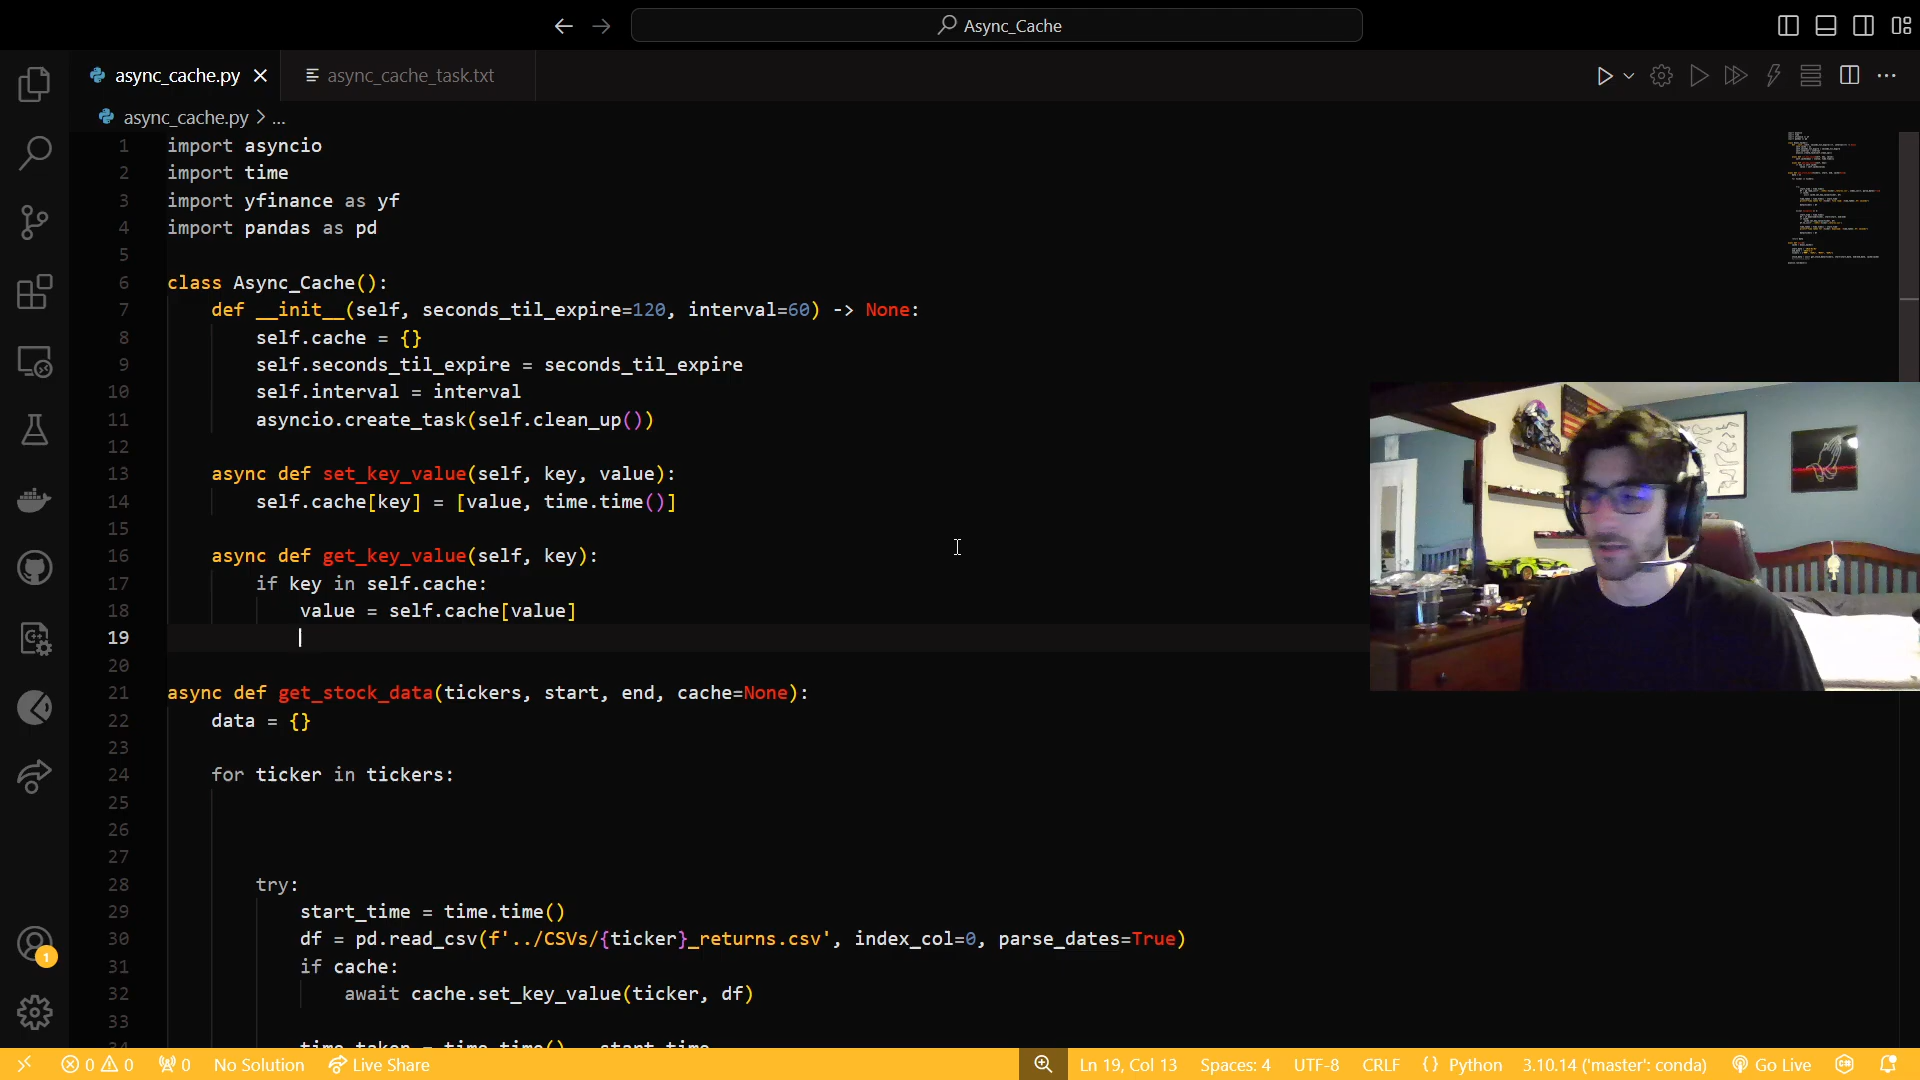 Async_Cache
async_cache.py
async_cache_task.txt
async_cache.py > ...
1 import asyncio
2 import time
3 import yfinance as yf
4 import pandas as pd
5
6 class Async_Cache():
7 def __init__(self, seconds_til_expire=120, interval=60) -> None:
8 self.cache = {}
9 self.seconds_til_expire = seconds_til_expire
10 self.interval = interval
11 asyncio.create_task(self.clean_up())
12
13 async def set_key_value(self, key, value):
14 self.cache[key] = [value, time.time()]
15
16 async def get_key_value(self, key):
17 if key in self.cache:
18 value = self.cache[value]
19
20
21 async def get_stock_data(tickers, start, end, cache=None):
22 data = {}
23
24 for ticker in tickers:
25
26
27
28 try:
29 start_time = time.time()
30 df = pd.read_csv(f'../CSVs/{ticker}_returns.csv', index_col=0, parse_dates=True)
31 if cache:
32 await cache.set_key_value(ticker, df)
33
34 time_taken = time.time() - start_time
1
0 0 0 No Solution Live Share Ln 19, Col 13 Spaces: 4 UTF-8 CRLF {} Python 3.10.14 ('master': conda) Go Live